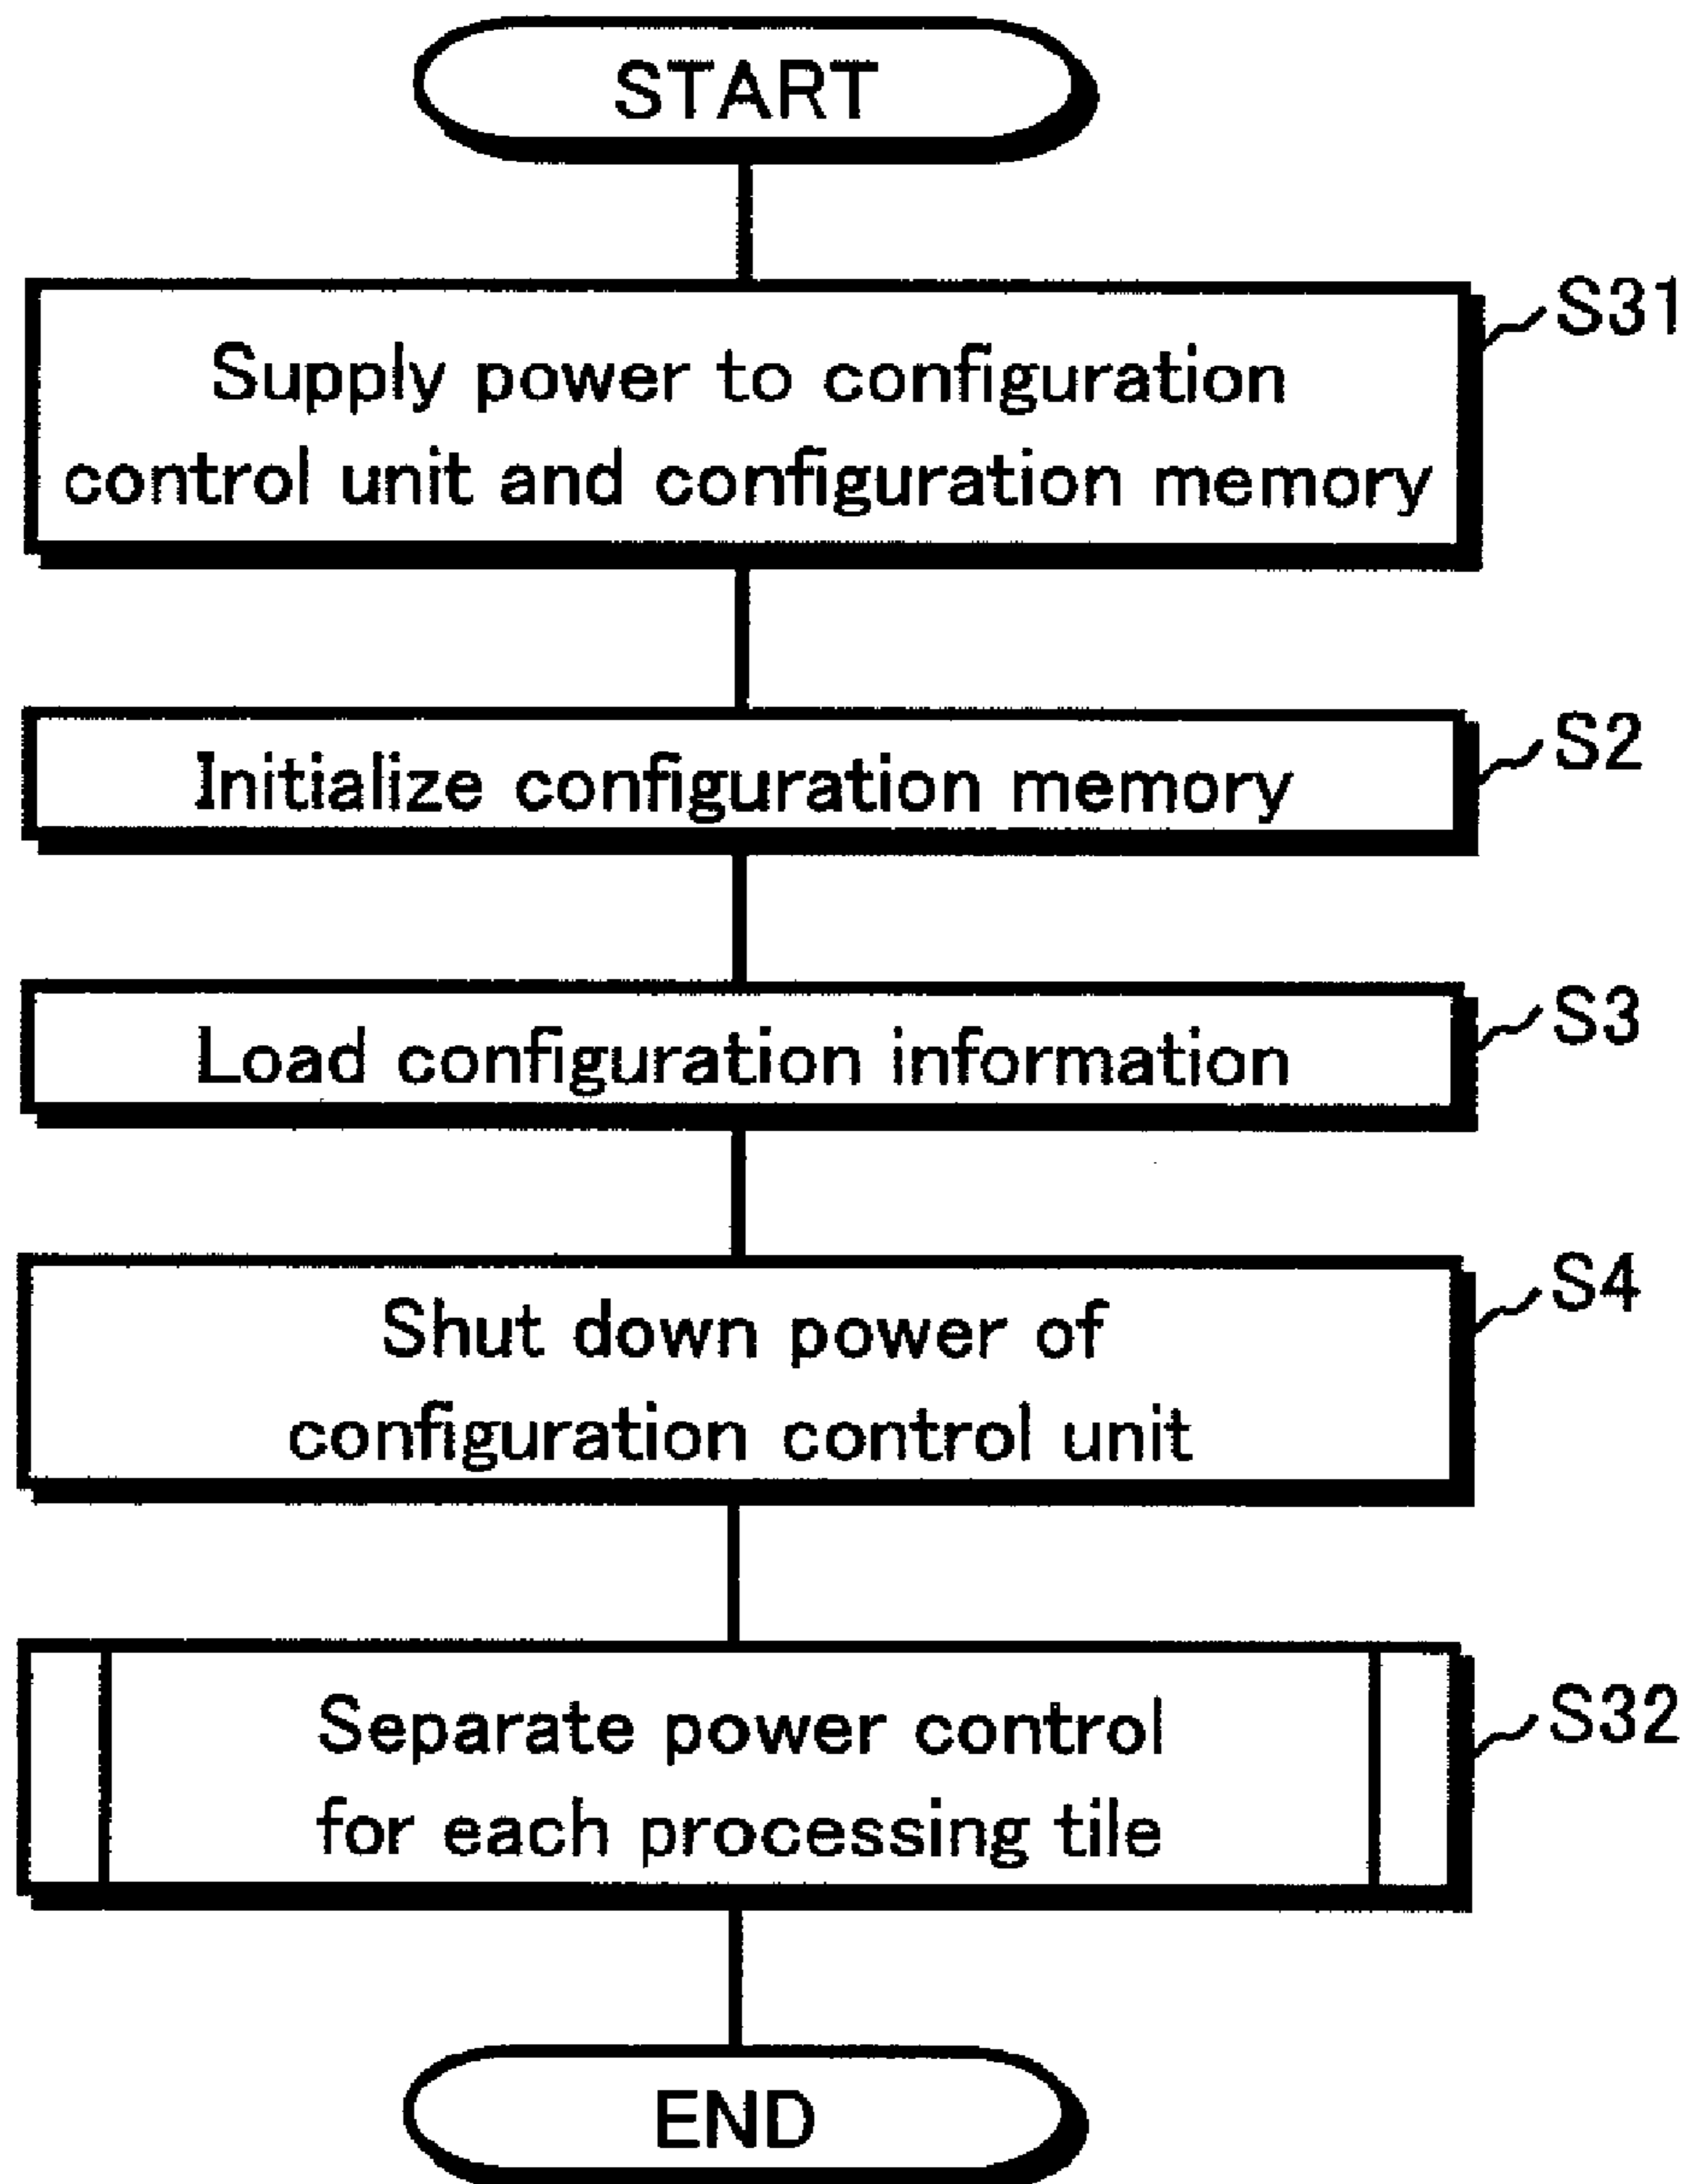 START
S31
Supply power to configuration
control unit and configuration memory
S2
Initialize configuration memory
S3
Load configuration information
S4
Shut down power of
configuration control unit
S32
Separate power control
for each processing tile
END